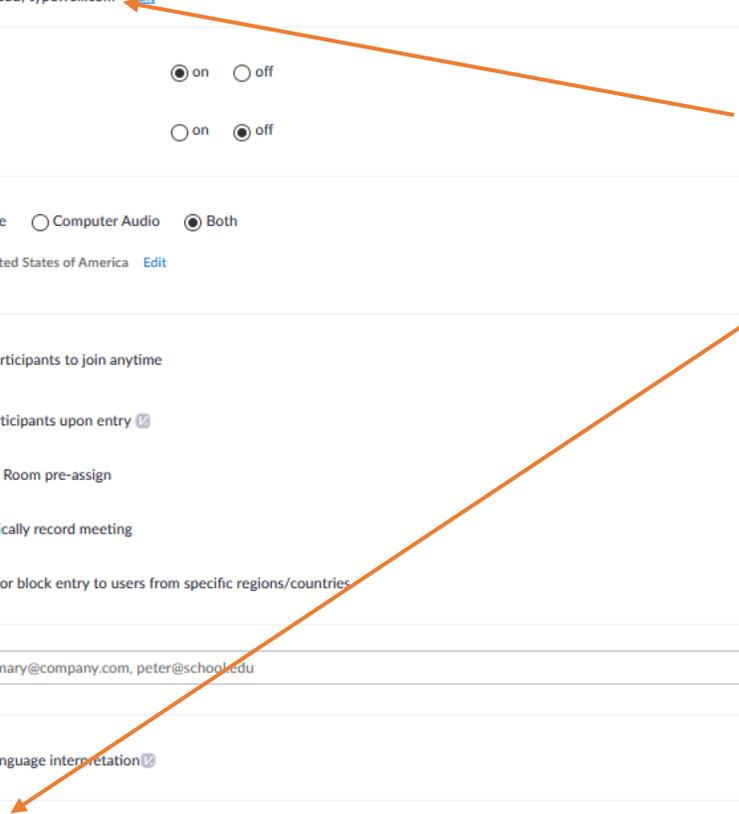 on off
on off
e Computer Audio Both
ted States of America Edit
rticipants to join anytime
ticipants upon entry
Room pre-assign
ically record meeting
or block entry to users from specific regions/countries
mary@company.com, peter@school.edu
nguage interpretation